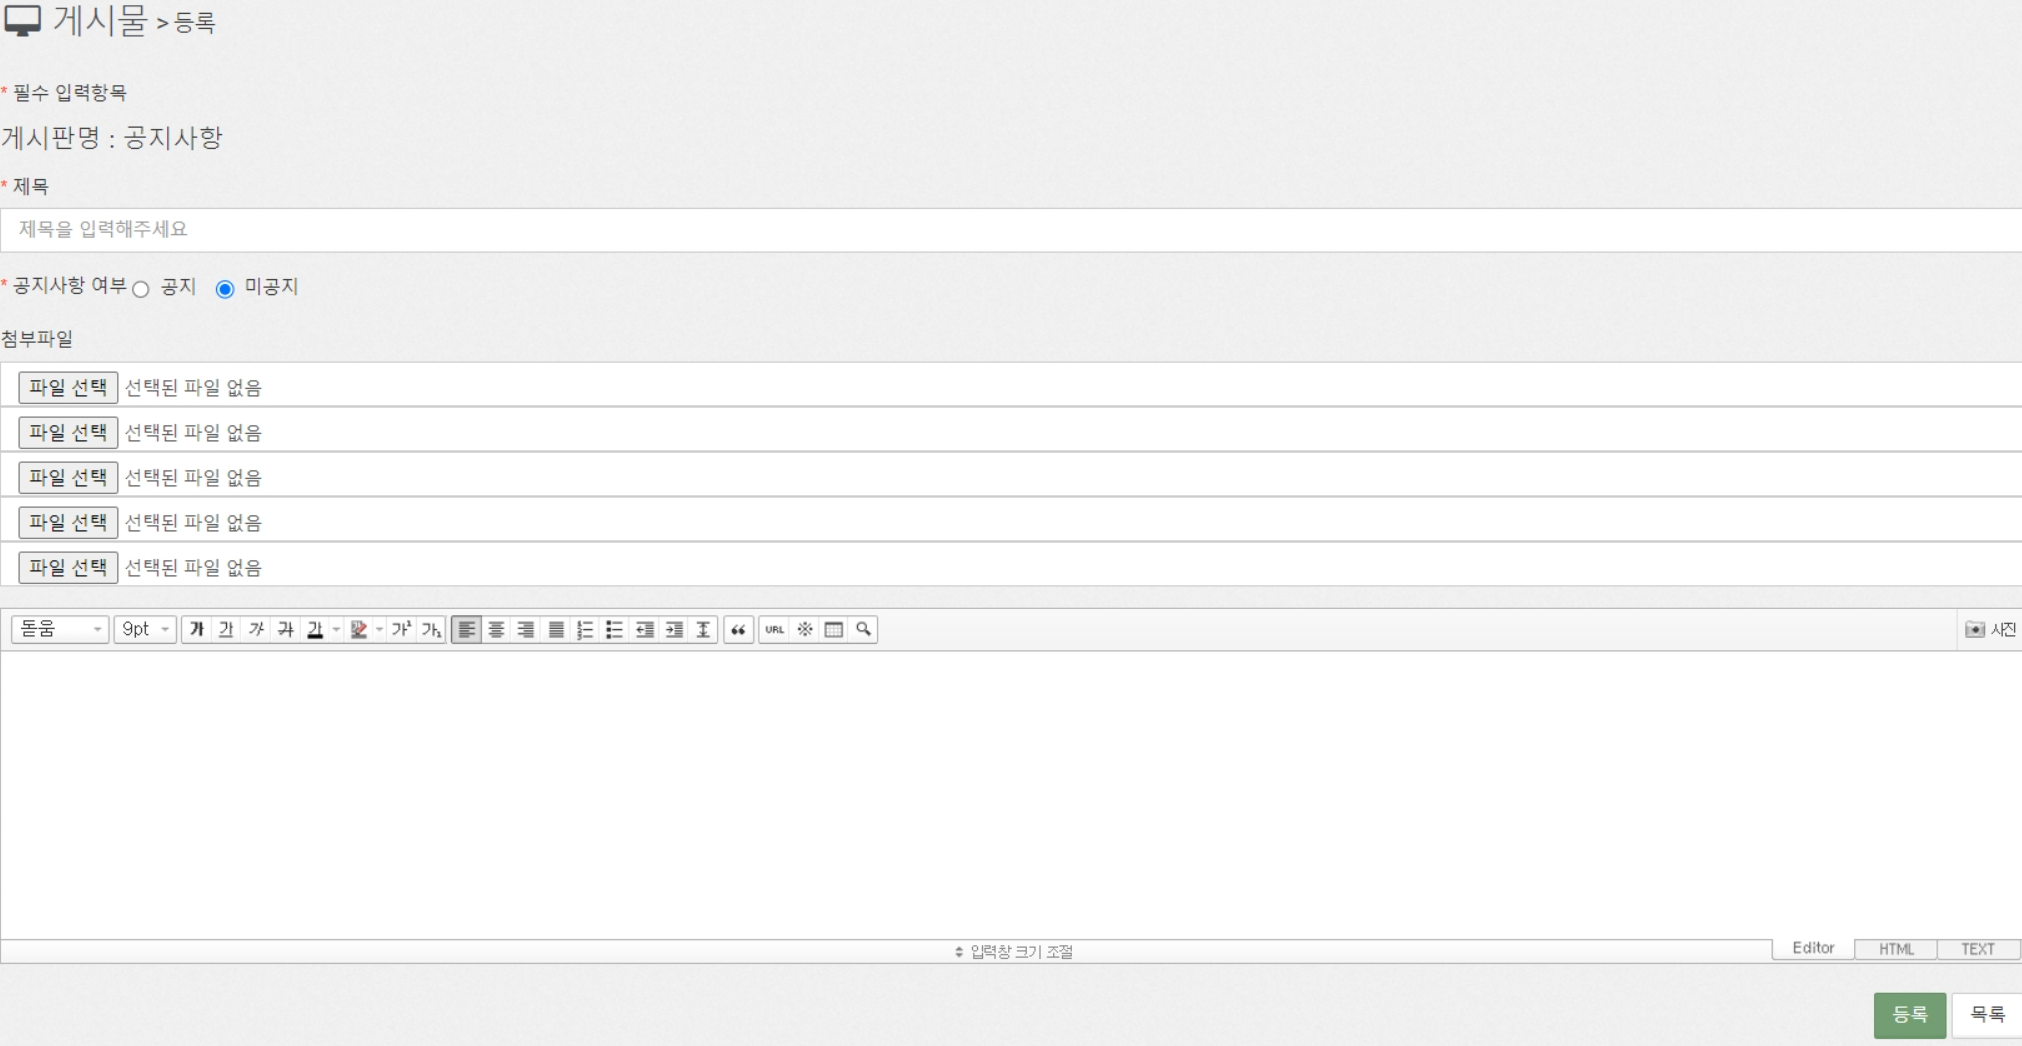 게시물 > 등록
* 필수 입력항목
게시판명 : 공지사항
* 제목
제목을 입력해주세요
* 공지사항 여부 공지 미공지
첨부파일
파일 선택 선택된 파일 없음
파일 선택 선택된 파일 없음
파일 선택 선택된 파일 없음
파일 선택 선택된 파일 없음
파일 선택 선택된 파일 없음
돋움 9pt 가 가 가 가 가 가¹ 가₁ URL 사진
입력창 크기 조절 Editor HTML TEXT
등록 목록